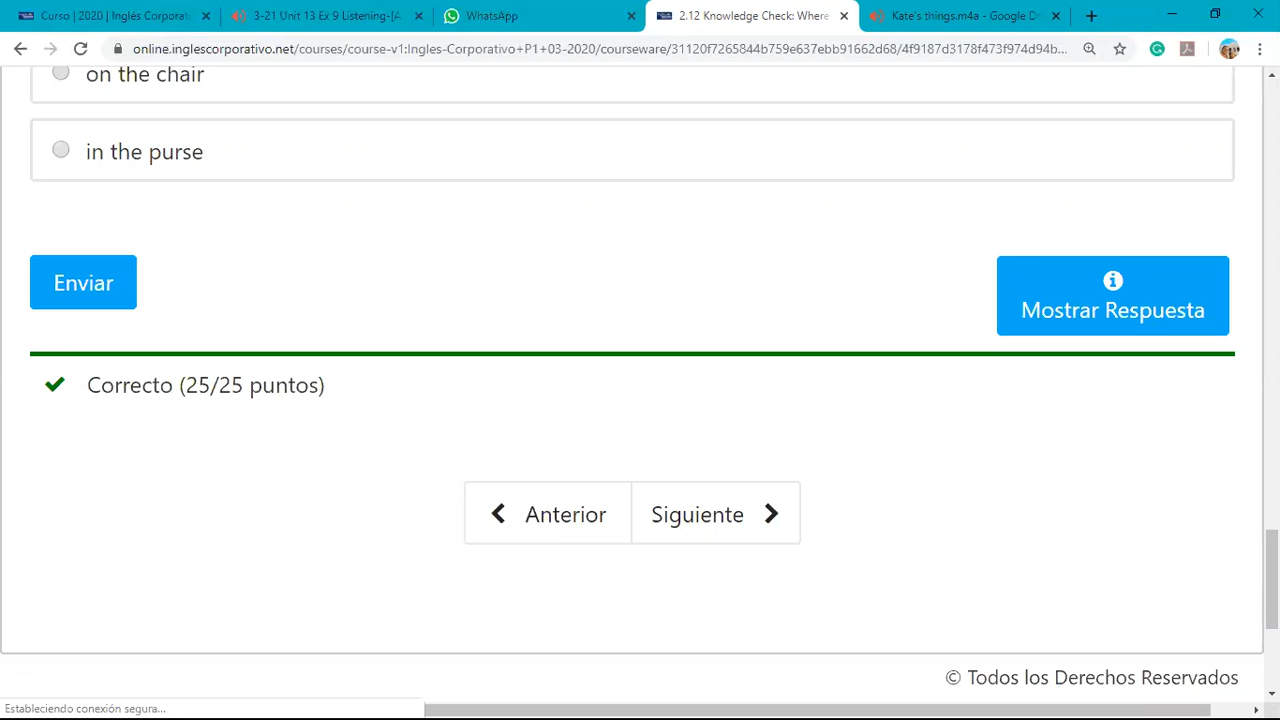 Curso | 2020 | Inglés Corporati
3-21 Unit 13 Ex 9 Listening-[A
WhatsApp
2.12 Knowledge Check: Where
Kate's things.m4a - Google Dr
online.inglescorporativo.net/courses/course-v1:Ingles-Corporativo+P1+03-2020/courseware/31120f7265844b759e637ebb91662d68/4f9187d3178f473f974d94b...
on the chair
in the purse
Enviar
Mostrar Respuesta
Correcto (25/25 puntos)
Anterior
Siguiente
© Todos los Derechos Reservados
Estableciendo conexión segura...